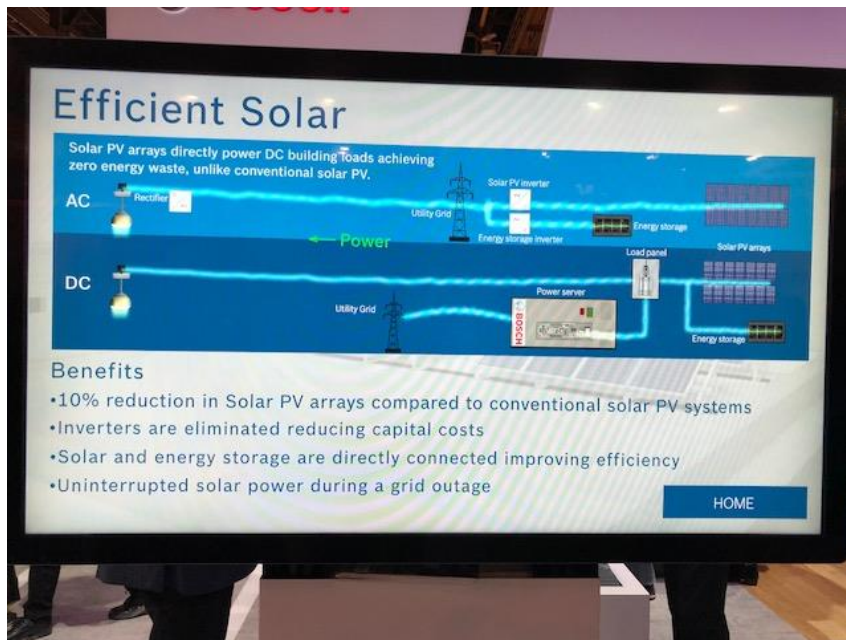 BOSCH
Efficient Solar
Solar PV arrays directly power DC building loads achieving
zero energy waste, unlike conventional solar PV.
AC
Rectifier
Utility Grid
Solar PV inverter
Energy storage inverter
Energy storage
Power
DC
Utility Grid
BOSCH
Power server
Load panel
Solar PV arrays
Energy storage
Benefits
•10% reduction in Solar PV arrays compared to conventional solar PV systems
•Inverters are eliminated reducing capital costs
•Solar and energy storage are directly connected improving efficiency
•Uninterrupted solar power during a grid outage
HOME